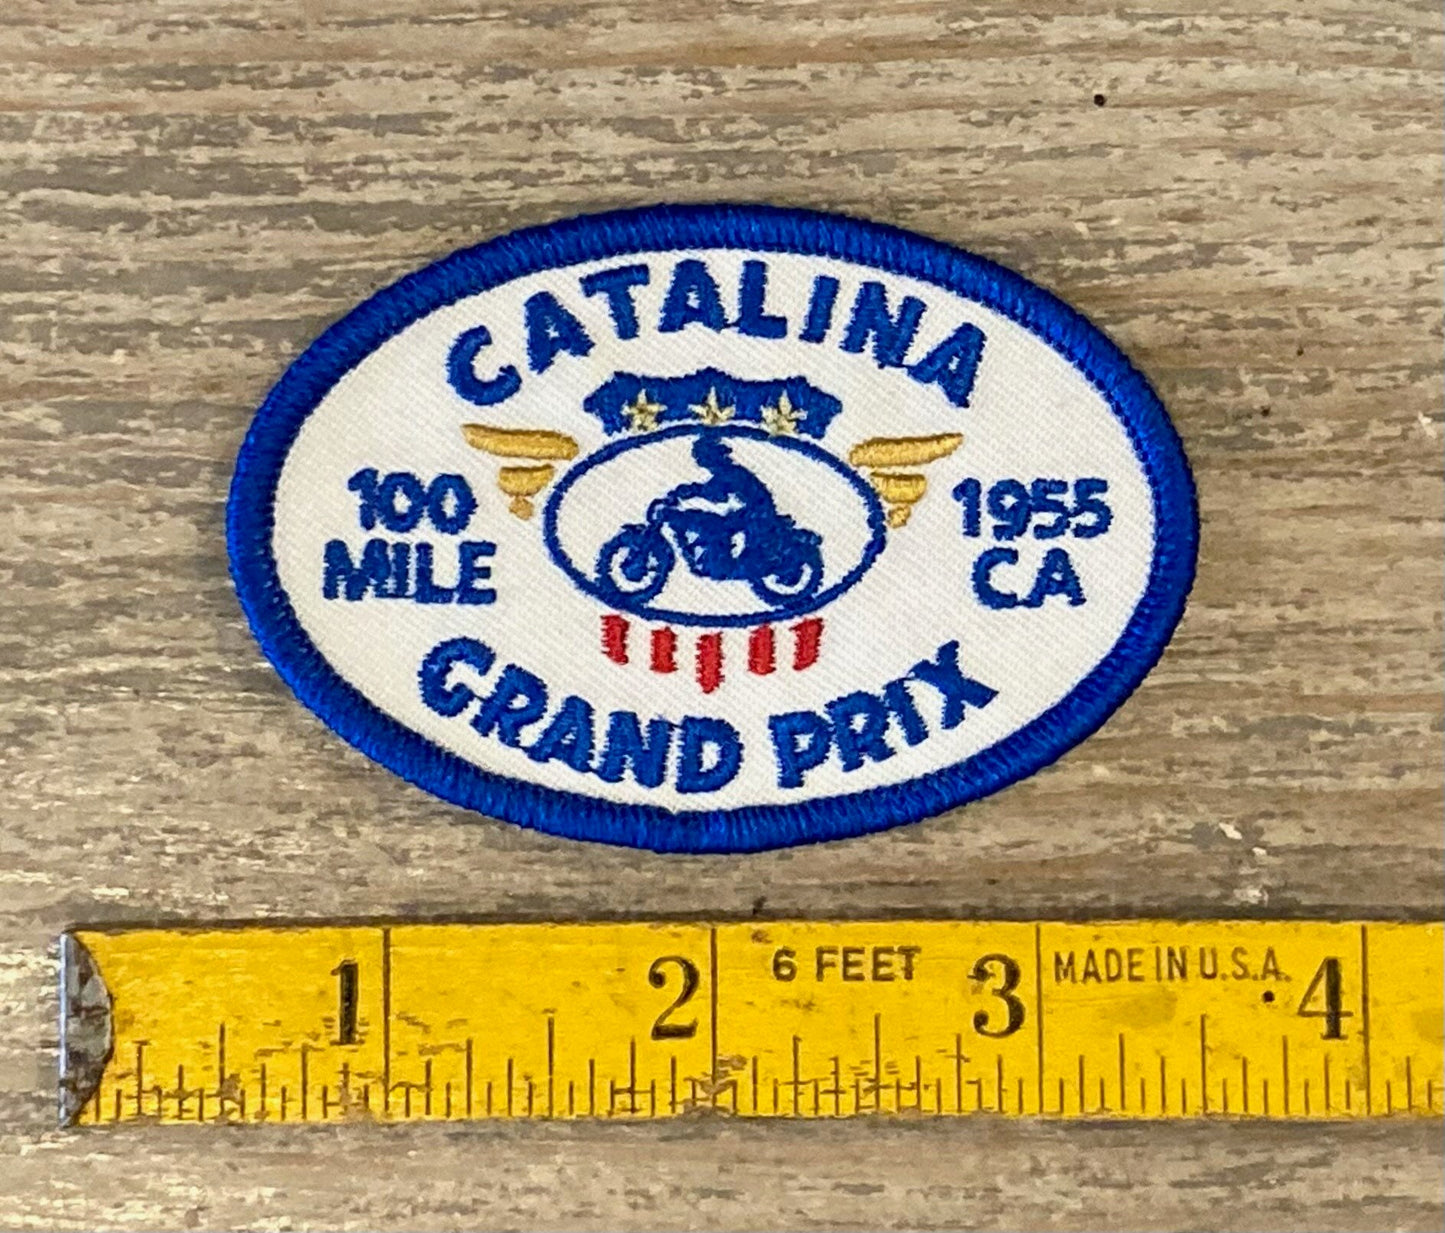 CATALINA
100
MILE
1955
CA
GRAND PRIX
1 2 6 FEET 3 MADE IN U.S.A. 4